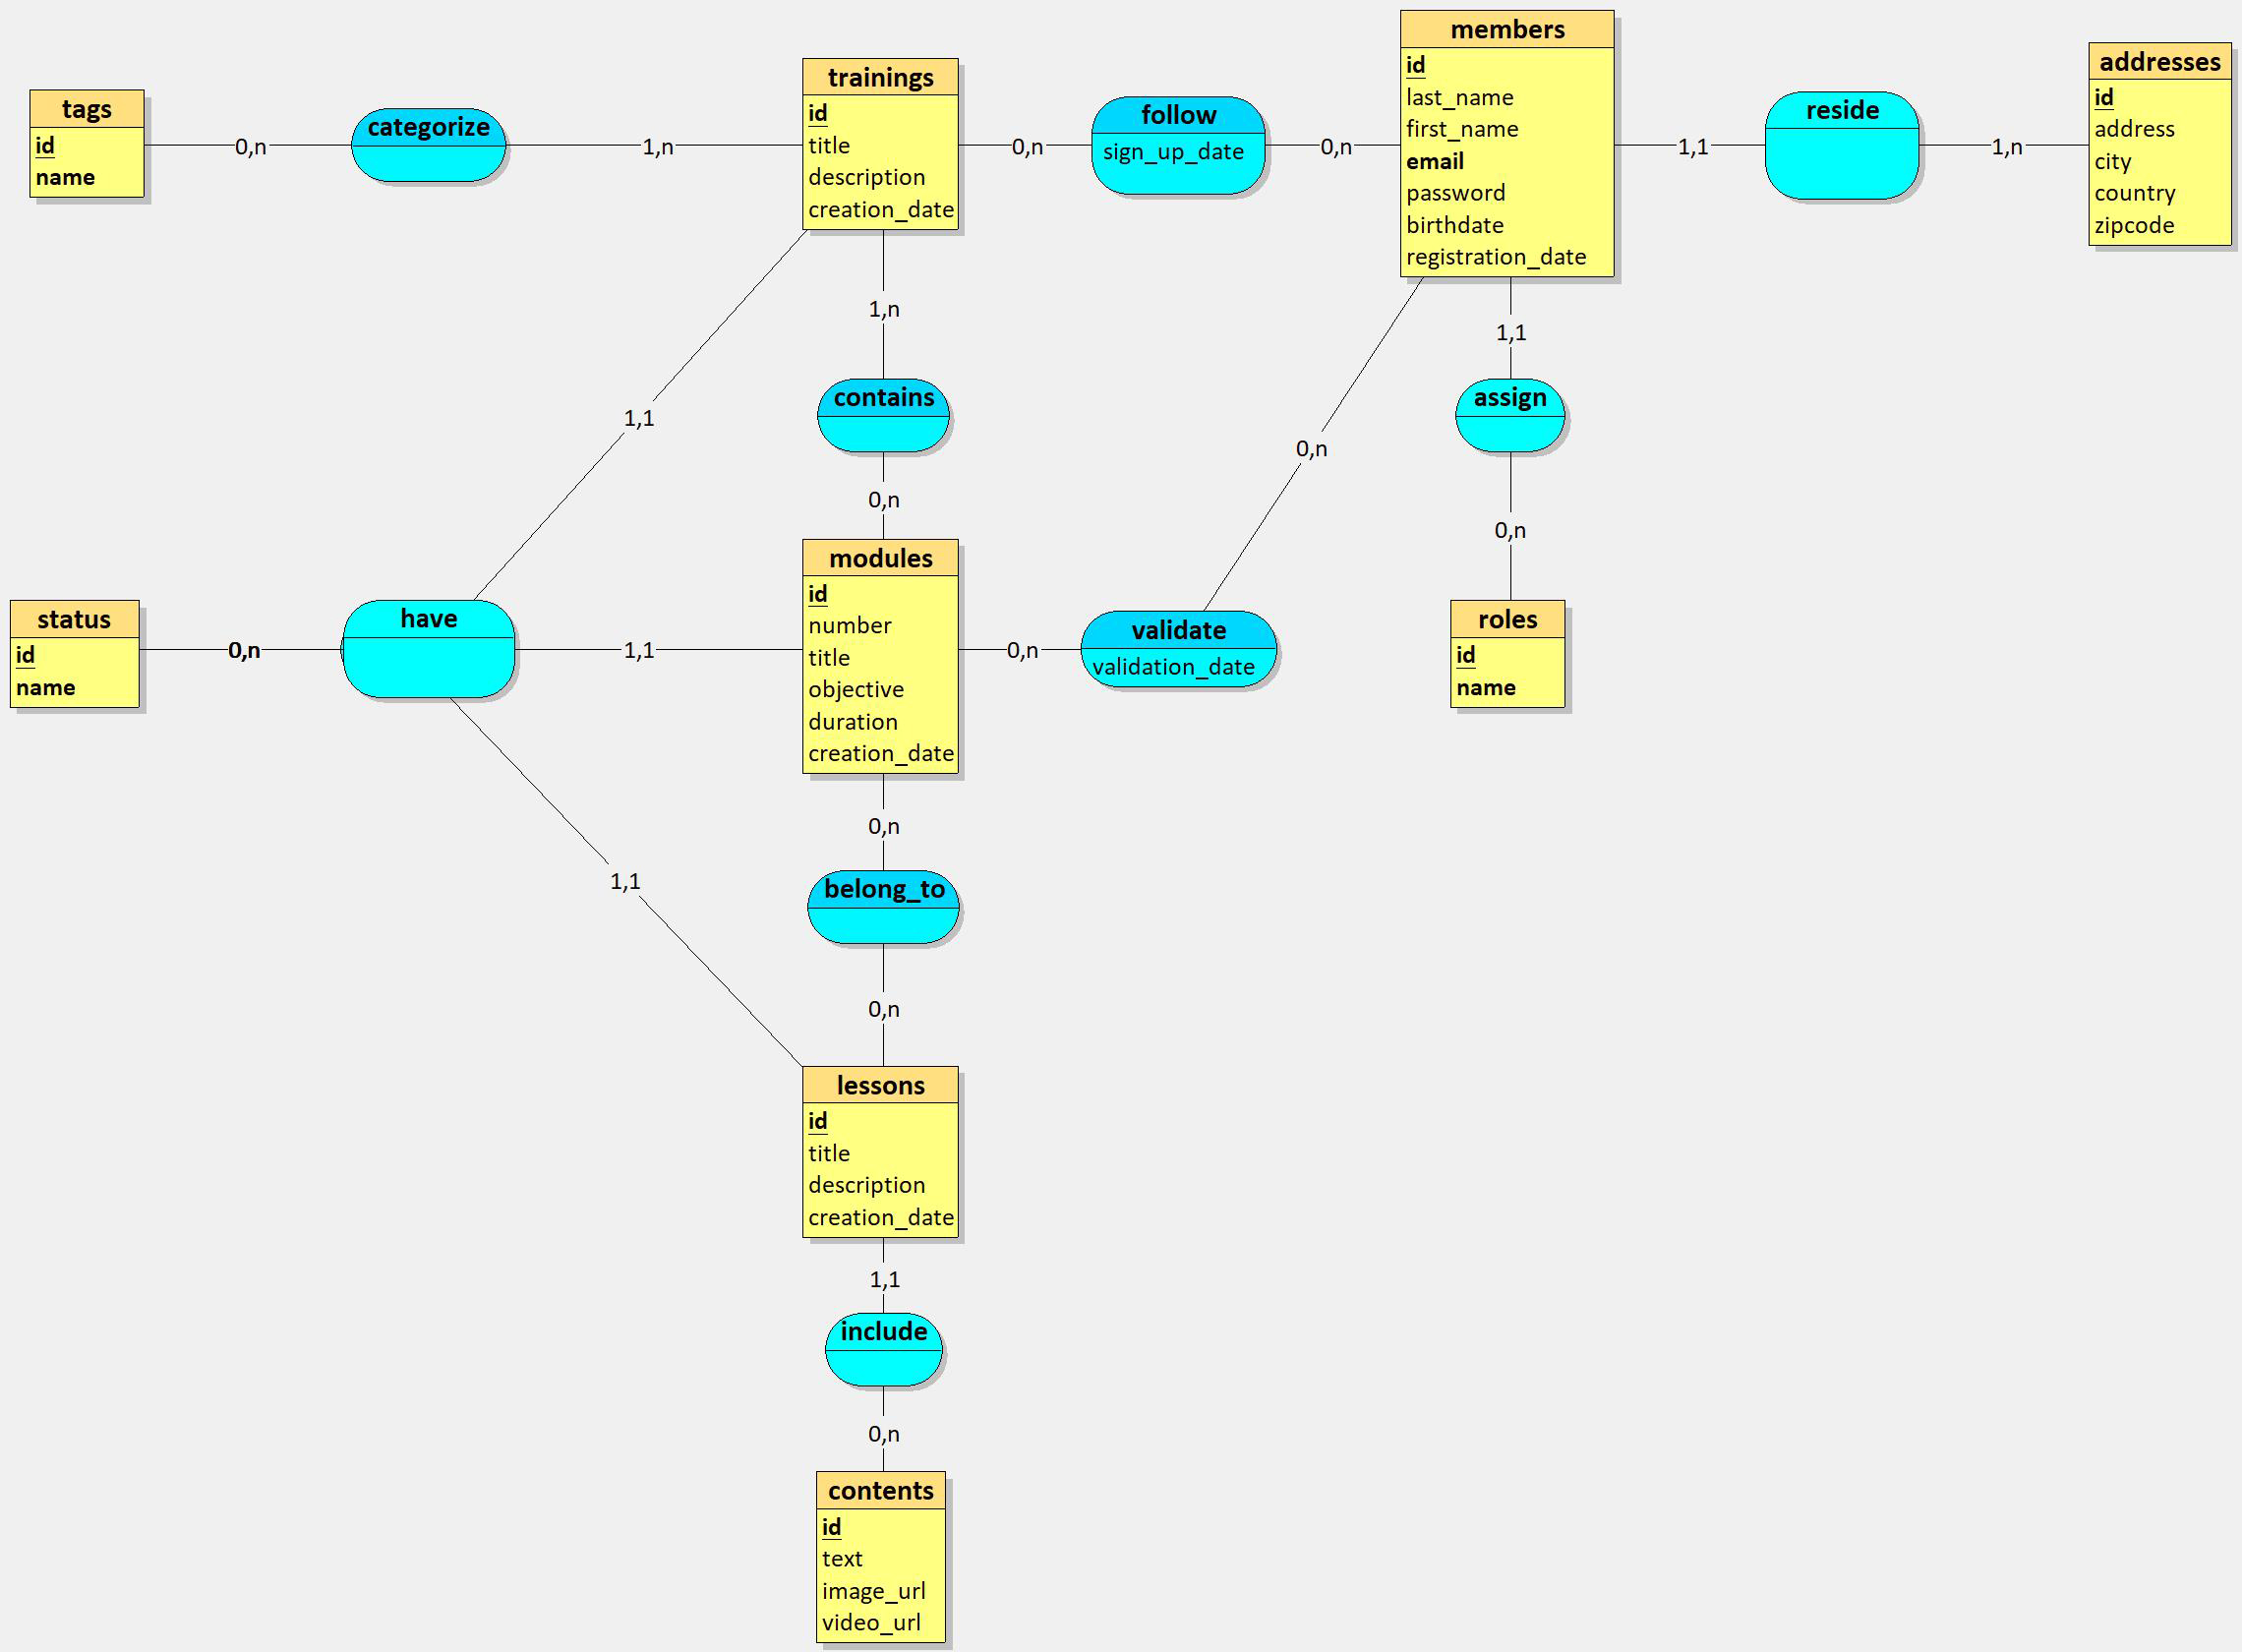 tags
id
name
0,n
categorize
1,n
trainings
id
title
description
creation_date
0,n
follow
sign_up_date
0,n
members
id
last_name
first_name
email
password
birthdate
registration_date
1,1
reside
1,n
addresses
id
address
city
country
zipcode
1,n
contains
0,n
1,1
0,n
1,1
assign
0,n
status
id
name
0,n
have
1,1
modules
id
number
title
objective
duration
creation_date
0,n
validate
validation_date
roles
id
name
1,1
0,n
belong_to
0,n
lessons
id
title
description
creation_date
1,1
include
0,n
contents
id
text
image_url
video_url